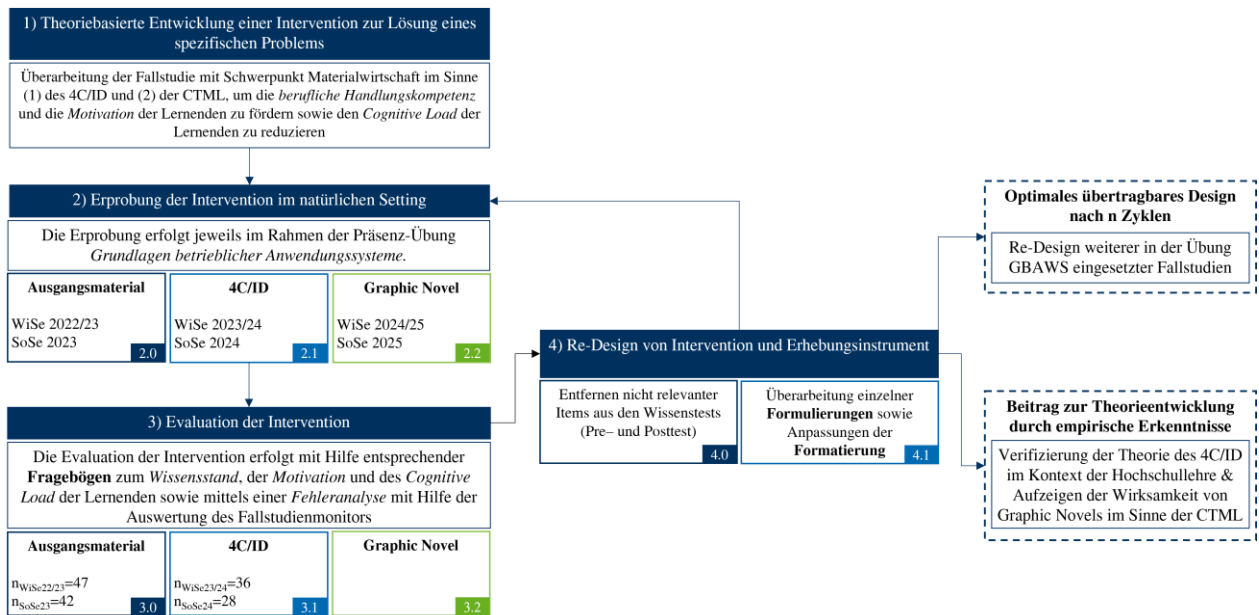 1) Theoriebasierte Entwicklung einer Intervention zur Lösung eines
spezifischen Problems
Überarbeitung der Fallstudie mit Schwerpunkt Materialwirtschaft im Sinne
(1) des 4C/ID und (2) der CTML, um die berufliche Handlungskompetenz
und die Motivation der Lernenden zu fördern sowie den Cognitive Load der
Lernenden zu reduzieren
2) Erprobung der Intervention im natürlichen Setting
Die Erprobung erfolgt jeweils im Rahmen der Präsenz-Übung
Grundlagen betrieblicher Anwendungssysteme.
Ausgangsmaterial
WiSe 2022/23
SoSe 2023
2.0
4C/ID
WiSe 2023/24
SoSe 2024
2.1
Graphic Novel
WiSe 2024/25
SoSe 2025
2.2
3) Evaluation der Intervention
Die Evaluation der Intervention erfolgt mit Hilfe entsprechender
Fragebögen zum Wissensstand, der Motivation und des Cognitive
Load der Lernenden sowie mittels einer Fehleranalyse mit Hilfe der
Auswertung des Fallstudienmonitors
Ausgangsmaterial
nWiSe22/23=47
nSoSe23=42
3.0
4C/ID
nWiSe23/24=36
nSoSe24=28
3.1
Graphic Novel
3.2
4) Re-Design von Intervention und Erhebungsinstrument
Entfernen nicht relevanter
Items aus den Wissenstests
(Pre– und Posttest)
4.0
Überarbeitung einzelner
Formulierungen sowie
Anpassungen der
Formatierung
4.1
Optimales übertragbares Design
nach n Zyklen
Re-Design weiterer in der Übung
GBAWS eingesetzter Fallstudien
Beitrag zur Theorieentwicklung
durch empirische Erkenntnisse
Verifizierung der Theorie des 4C/ID
im Kontext der Hochschullehre &
Aufzeigen der Wirksamkeit von
Graphic Novels im Sinne der CTML